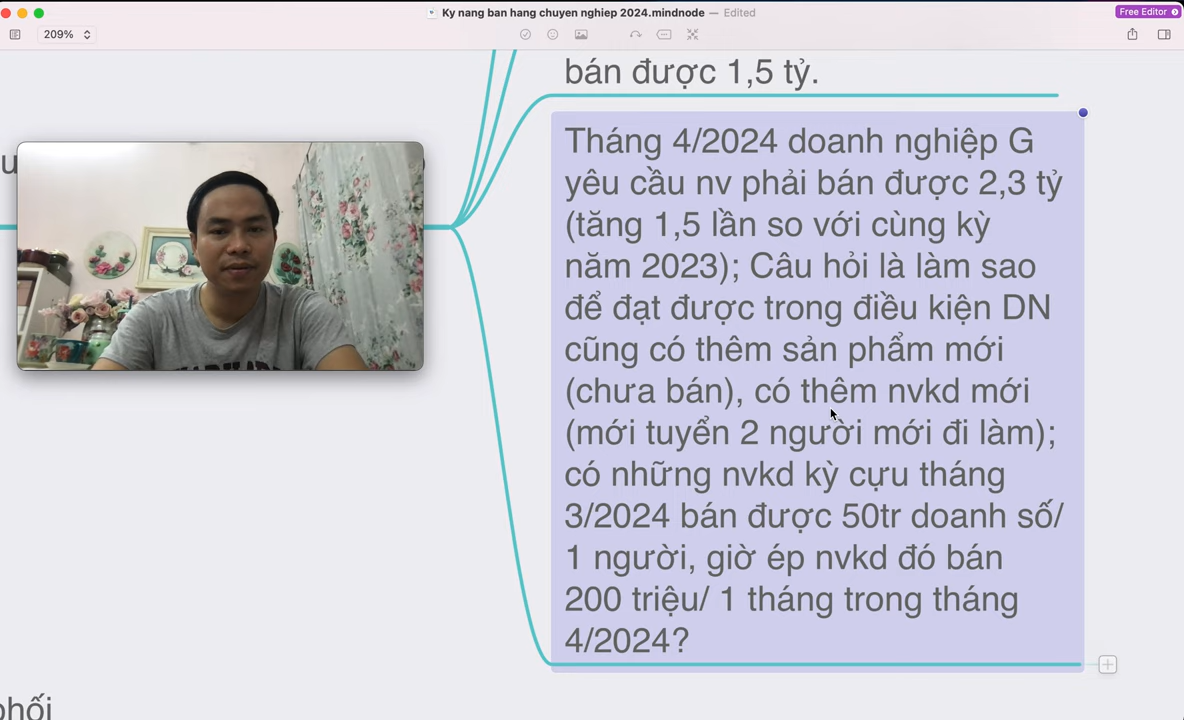 Ky nang ban hang chuyen nghiep 2024.mindnode — Edited
Free Editor
209%
bán được 1,5 tỷ.
Tháng 4/2024 doanh nghiệp G
yêu cầu nv phải bán được 2,3 tỷ
(tăng 1,5 lần so với cùng kỳ
năm 2023); Câu hỏi là làm sao
để đạt được trong điều kiện DN
cũng có thêm sản phẩm mới
(chưa bán), có thêm nvkd mới
(mới tuyển 2 người mới đi làm);
có những nvkd kỳ cựu tháng
3/2024 bán được 50tr doanh số/
1 người, giờ ép nvkd đó bán
200 triệu/ 1 tháng trong tháng
4/2024?
phối